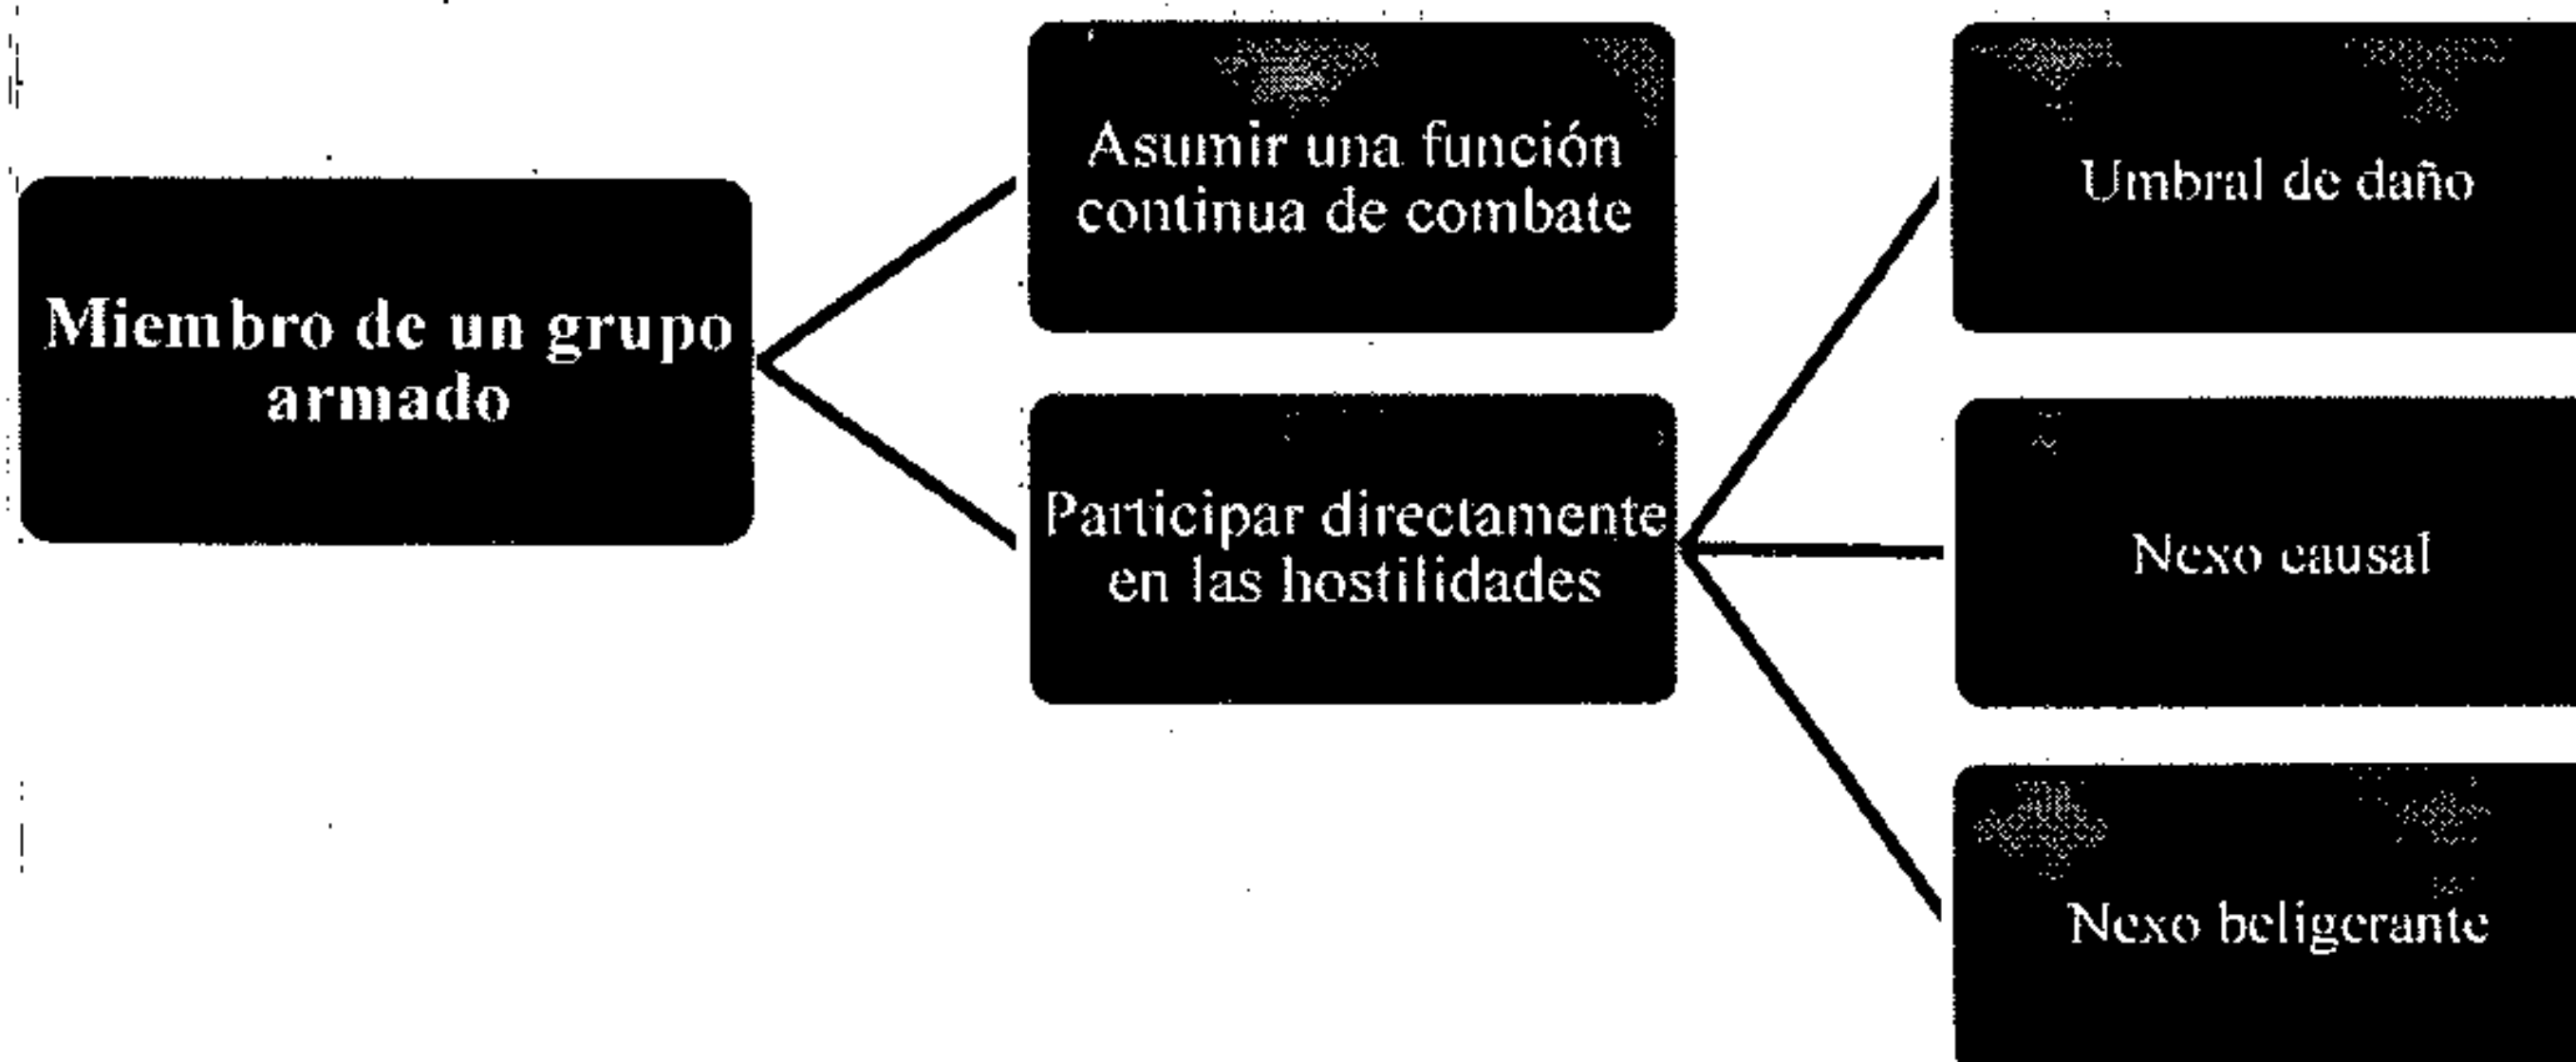 Miembro de un grupo
armado
Asumir una función
continua de combate
Participar directamente
en las hostilidades
Umbral de daño
Nexo causal
Nexo beligerante